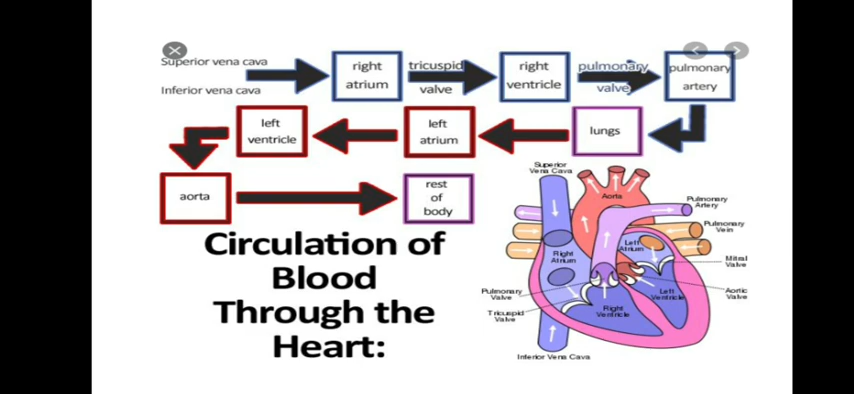 Superior vena cava
Inferior vena cava
right
atrium
tricuspid
valve
right
ventricle
pulmonary
valve
pulmonary
artery
left
ventricle
left
atrium
lungs
aorta
rest
of
body
Circulation of
Blood
Through the
Heart:
Superior
Vena Cava
Aorta
Pulmonary
Artery
Pulmonary
Vein
Left
Atrium
Mitral
Valve
Right
Atrium
Aortic
Valve
Left
Ventricle
Pulmonary
Valve
Right
Ventricle
Tricuspid
Valve
Inferior Vena Cava